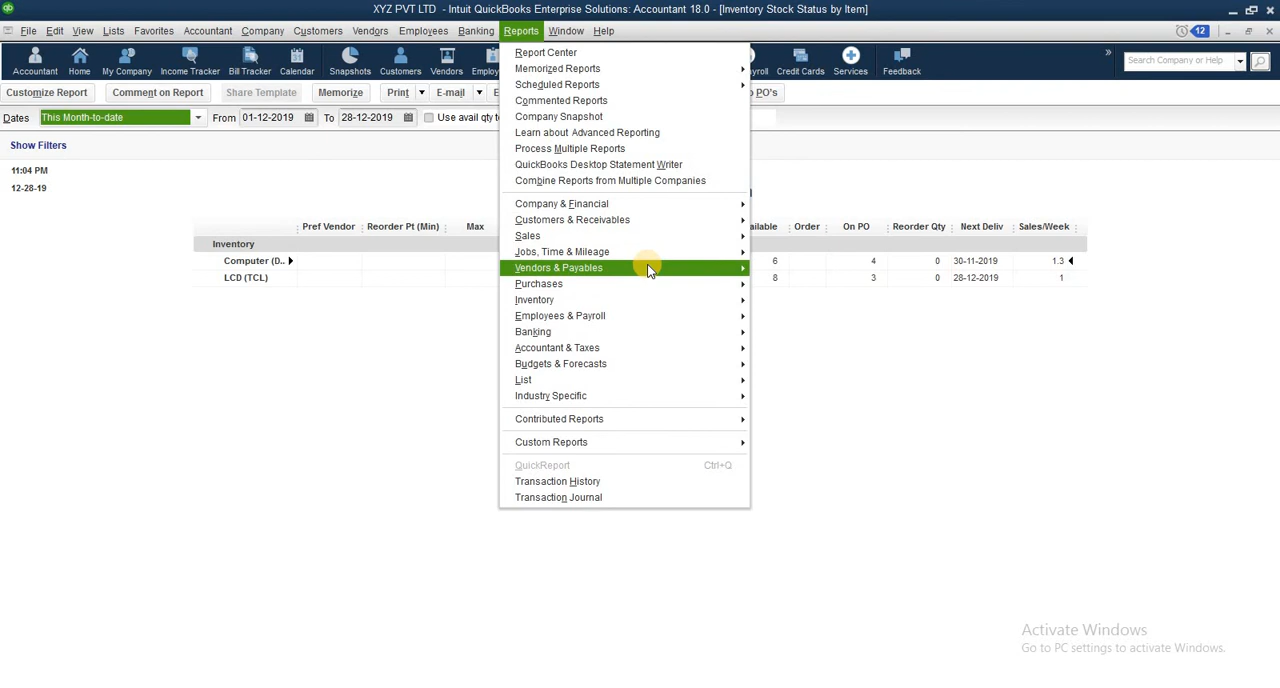 XYZ PVT LTD - Intuit QuickBooks Enterprise Solutions: Accountant 18.0 - [Inventory Stock Status by Item]
File Edit View Lists Favorites Accountant Company Customers Vendors Employees Banking Reports Window Help 12
Accountant Home My Company Income Tracker Bill Tracker Calendar Snapshots Customers Vendors Credit Cards Services Feedback » Search Company or Help
Customize Report Comment on Report Share Template Memorize Print E-mail PO's
Dates This Month-to-date From 01-12-2019 To 28-12-2019 Use avail qty
Show Filters
11:04 PM
12-28-19
Pref Vendor Reorder Pt (Min) Max Order On PO Reorder Qty Next Deliv Sales/Week
Inventory
Computer (D.. 6 4 0 30-11-2019 1.3
LCD (TCL) 8 3 0 28-12-2019 1
Report Center
Memorized Reports
Scheduled Reports
Commented Reports
Company Snapshot
Learn about Advanced Reporting
Process Multiple Reports
QuickBooks Desktop Statement Writer
Combine Reports from Multiple Companies
Company & Financial
Customers & Receivables
Sales
Jobs, Time & Mileage
Vendors & Payables
Purchases
Inventory
Employees & Payroll
Banking
Accountant & Taxes
Budgets & Forecasts
List
Industry Specific
Contributed Reports
Custom Reports
QuickReport Ctrl+Q
Transaction History
Transaction Journal
Activate Windows
Go to PC settings to activate Windows.